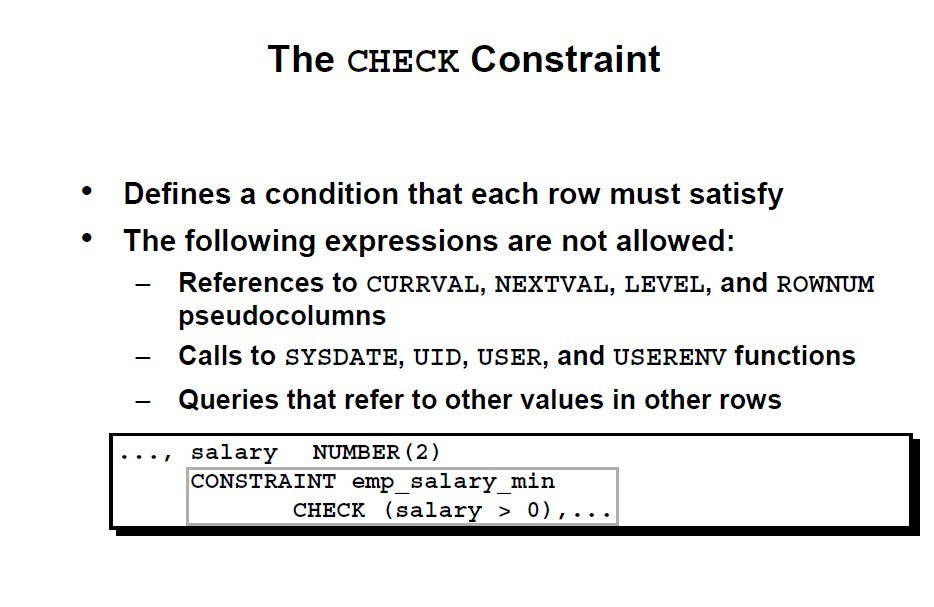 The CHECK Constraint
• Defines a condition that each row must satisfy
• The following expressions are not allowed:
– References to CURRVAL, NEXTVAL, LEVEL, and ROWNUM
pseudocolumns
– Calls to SYSDATE, UID, USER, and USERENV functions
– Queries that refer to other values in other rows
..., salary NUMBER(2)
CONSTRAINT emp_salary_min
CHECK (salary > 0),...